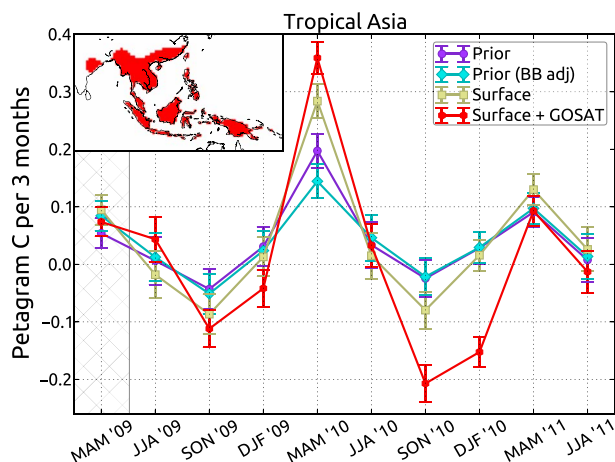 Tropical Asia
Petagram C per 3 months
0.4
0.3
0.2
0.1
0.0
−0.1
−0.2
Prior
Prior (BB adj)
Surface
Surface + GOSAT
MAM '09
JJA '09
SON '09
DJF '09
MAM '10
JJA '10
SON '10
DJF '10
MAM '11
JJA '11